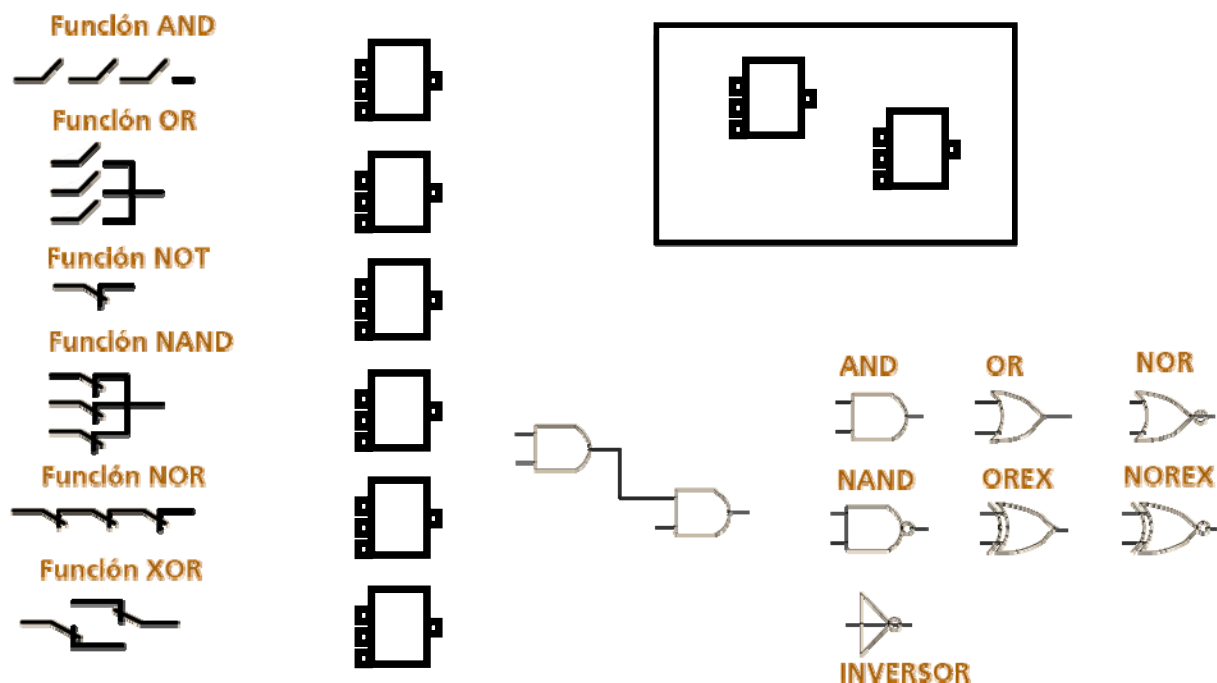 Función AND
Función OR
Función NOT
Función NAND
Función NOR
Función XOR
AND OR NOR
NAND OREX NOREX
INVERSOR